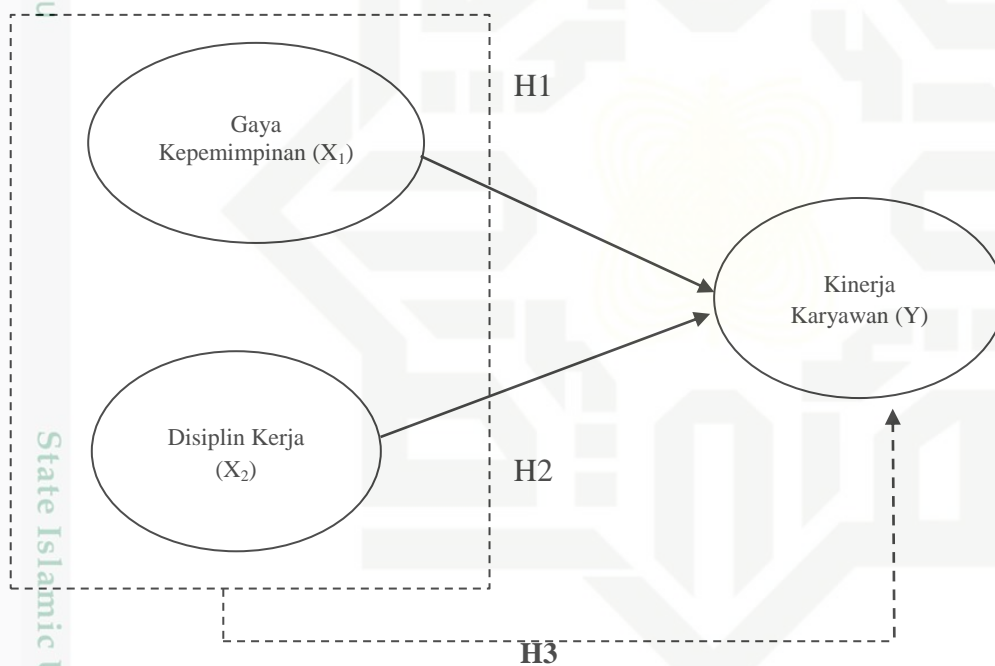 H1
Gaya
Kepemimpinan (X₁)
Kinerja
Karyawan (Y)
Disiplin Kerja
(X₂)
H2
H3
State Islamic